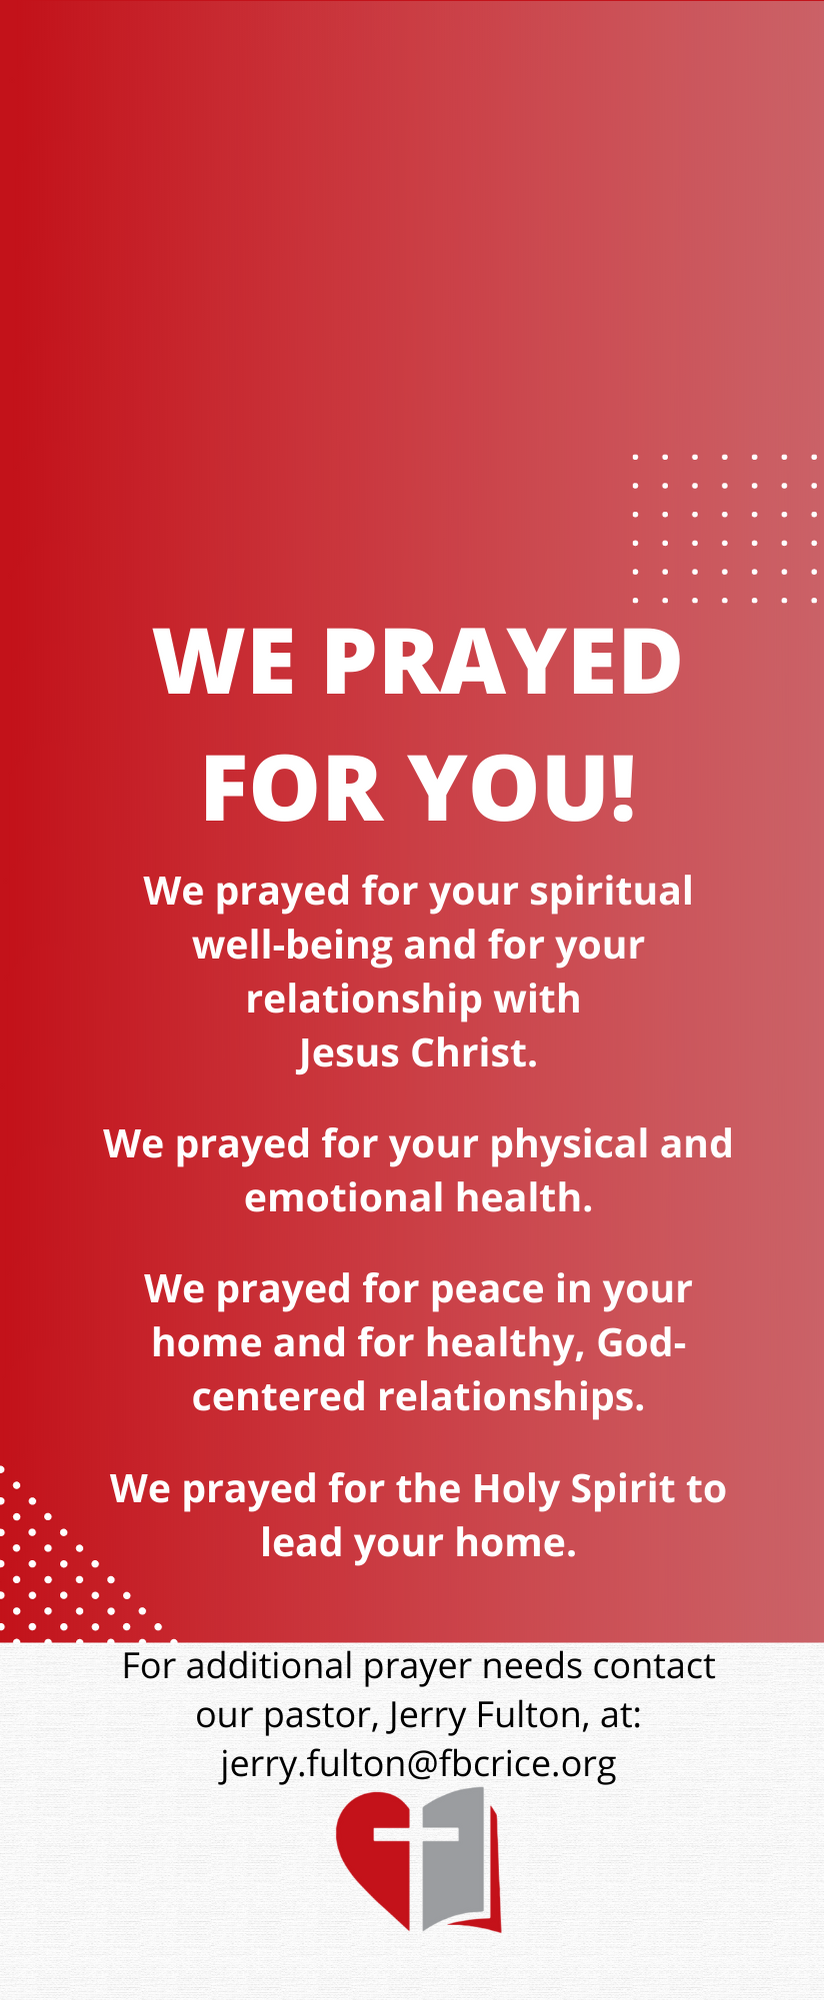 WE PRAYED
FOR YOU!
We prayed for your spiritual
well-being and for your
relationship with
Jesus Christ.
We prayed for your physical and
emotional health.
We prayed for peace in your
home and for healthy, God-
centered relationships.
We prayed for the Holy Spirit to
lead your home.
For additional prayer needs contact
our pastor, Jerry Fulton, at:
jerry.fulton@fbcrice.org